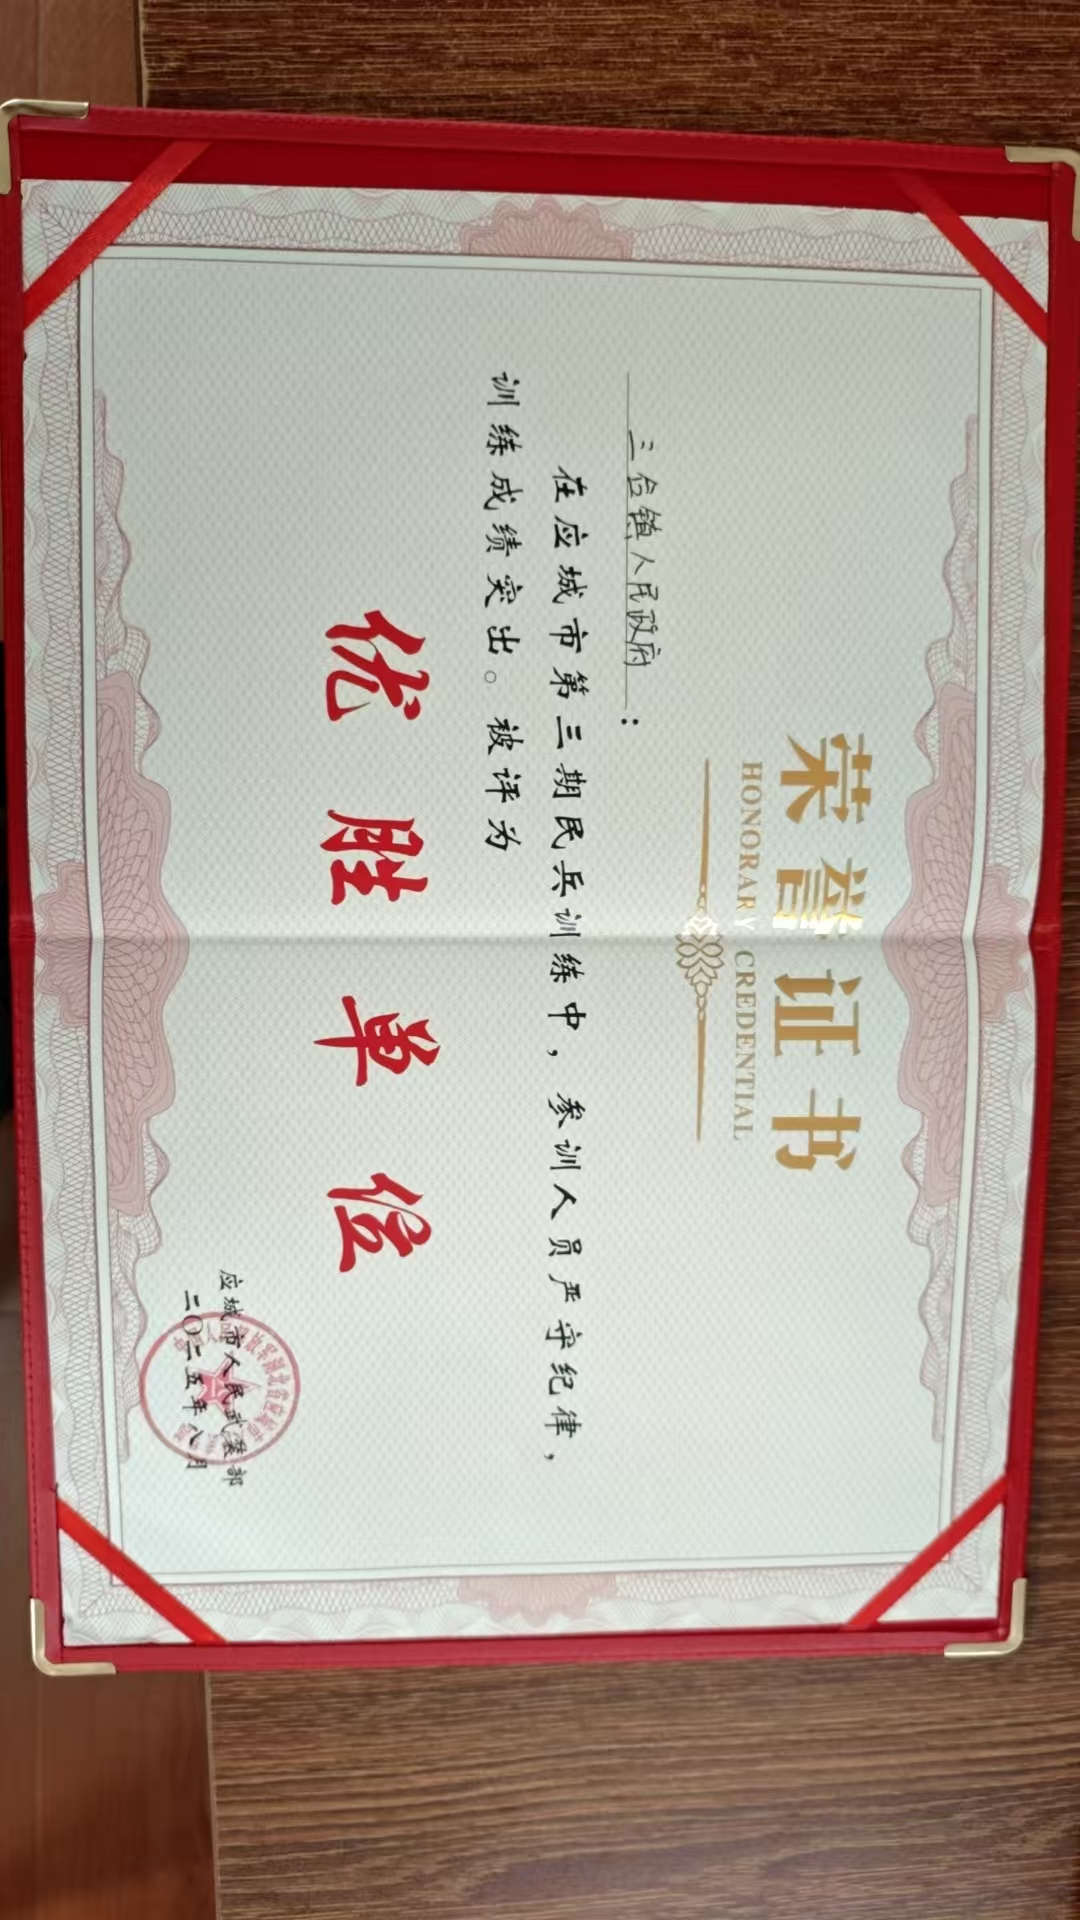 荣誉证书
HONORARY CREDENTIAL
三合镇人民政府：
在应城市第三期民兵训练中，参训人员严守纪律，
训练成绩突出。被评为
优胜单位
应城市人民武装部
二〇二五年八月